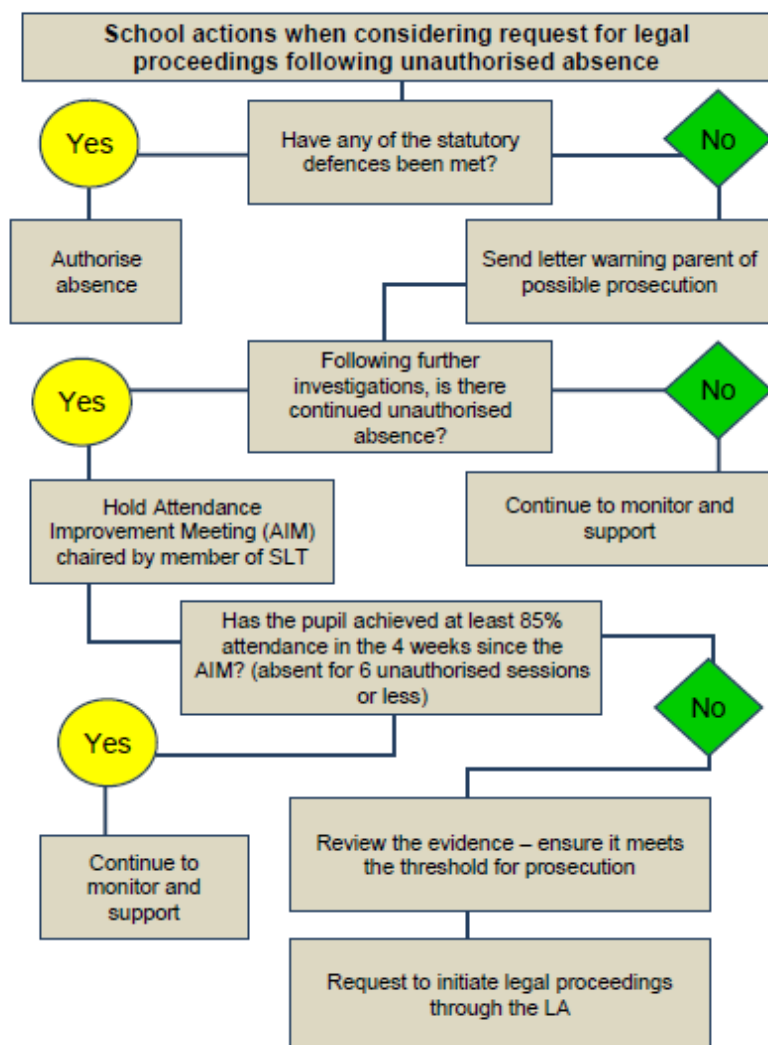 School actions when considering request for legal
proceedings following unauthorised absence
Yes
Have any of the statutory
defences been met?
No
Authorise
absence
Send letter warning parent of
possible prosecution
Yes
Following further
investigations, is there
continued unauthorised
absence?
No
Hold Attendance
Improvement Meeting (AIM)
chaired by member of SLT
Continue to monitor and
support
Has the pupil achieved at least 85%
attendance in the 4 weeks since the
AIM? (absent for 6 unauthorised sessions
or less)
Yes
No
Continue to
monitor and
support
Review the evidence – ensure it meets
the threshold for prosecution
Request to initiate legal proceedings
through the LA